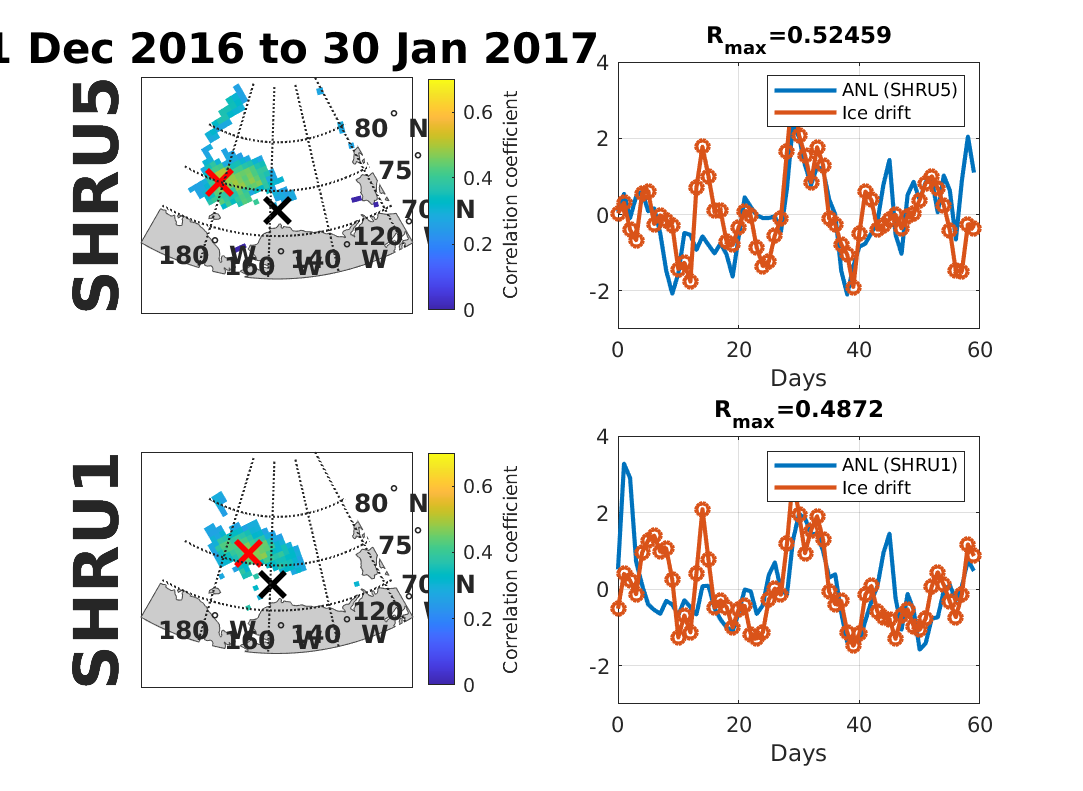 1 Dec 2016 to 30 Jan 2017
SHRU5
80° N
75°
70 N
180° W
160° W
140° W
120° W
0.6
0.4
0.2
0
Correlation coefficient
Rmax=0.52459
ANL (SHRU5)
Ice drift
4
2
0
-2
0 20 40 60
Days
SHRU1
80° N
75°
70 N
180° W
160° W
140° W
120° W
0.6
0.4
0.2
0
Correlation coefficient
Rmax=0.4872
ANL (SHRU1)
Ice drift
4
2
0
-2
0 20 40 60
Days